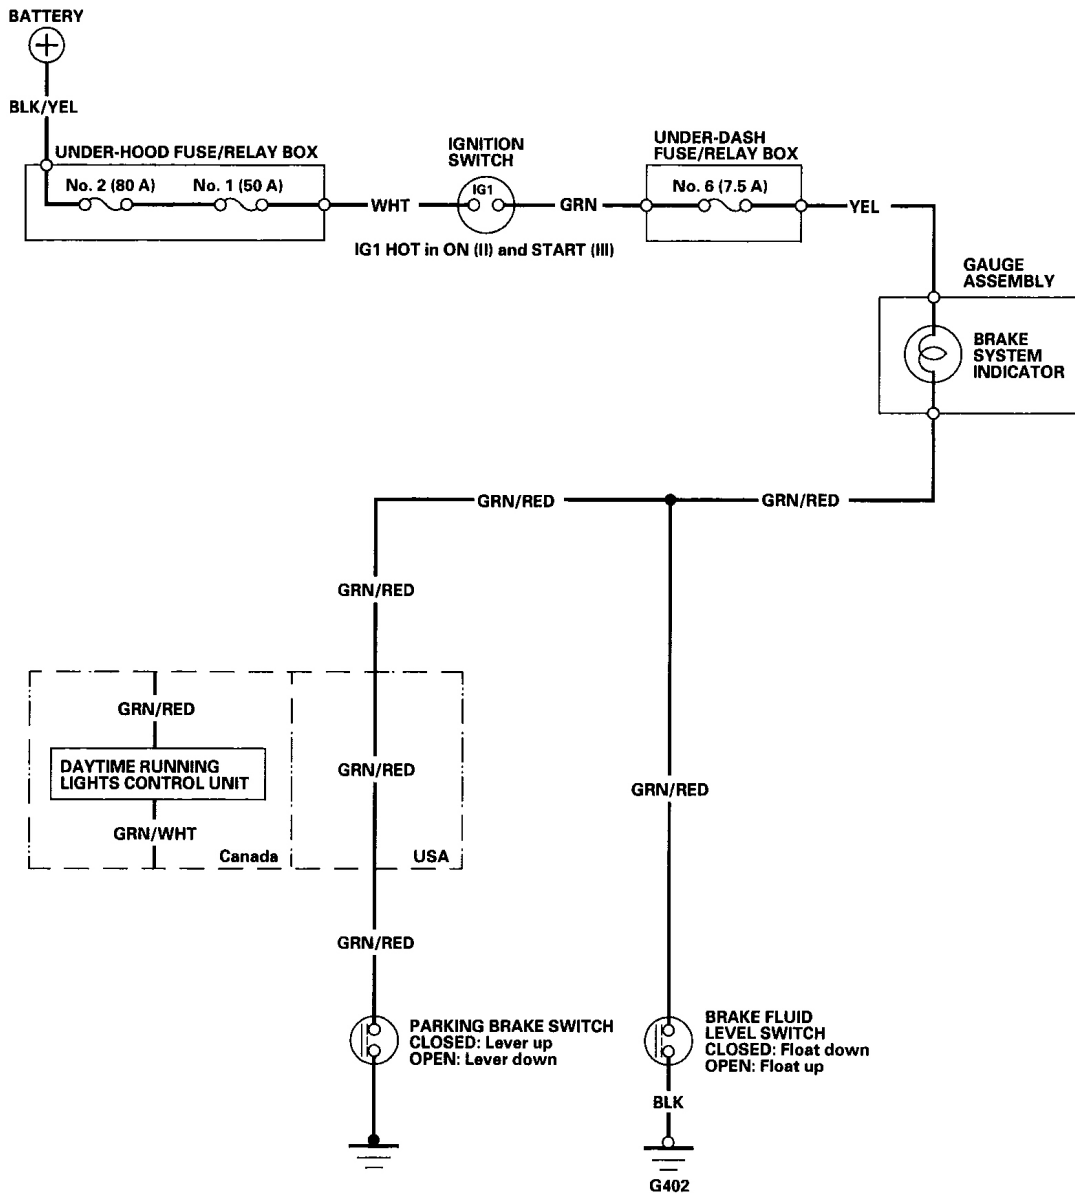 BATTERY
BLK/YEL
UNDER-HOOD FUSE/RELAY BOX
No. 2 (80 A)
No. 1 (50 A)
WHT
IGNITION
SWITCH
IG1
IG1 HOT in ON (II) and START (III)
GRN
UNDER-DASH
FUSE/RELAY BOX
No. 6 (7.5 A)
YEL
GAUGE
ASSEMBLY
BRAKE
SYSTEM
INDICATOR
GRN/RED
GRN/RED
GRN/RED
GRN/RED
DAYTIME RUNNING
LIGHTS CONTROL UNIT
GRN/WHT
Canada
GRN/RED
USA
GRN/RED
GRN/RED
PARKING BRAKE SWITCH
CLOSED: Lever up
OPEN: Lever down
BRAKE FLUID
LEVEL SWITCH
CLOSED: Float down
OPEN: Float up
BLK
G402